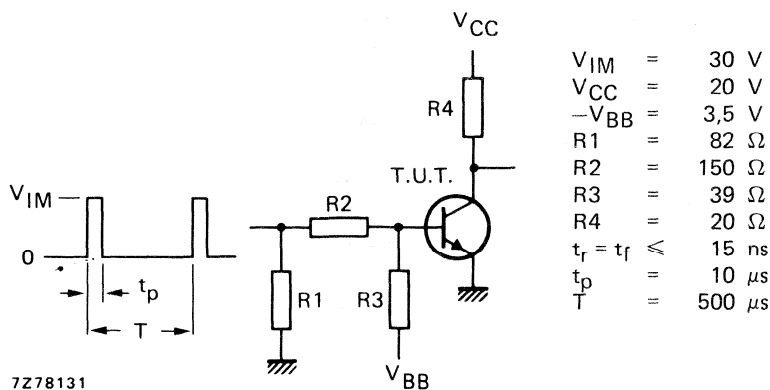 V_CC
R4
T.U.T.
V_IM
R2
0
t_p
R1
R3
T
V_BB
7Z78131
V_IM = 30 V
V_CC = 20 V
−V_BB = 3,5 V
R1 = 82 Ω
R2 = 150 Ω
R3 = 39 Ω
R4 = 20 Ω
t_r = t_f ⩽ 15 ns
t_p = 10 μs
T = 500 μs